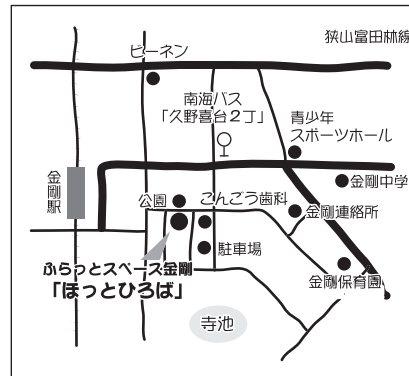 狭山富田林線
ビーネン
南海バス
「久野喜台２丁」
青少年
スポーツホール
金剛駅
公園
こんごう歯科
金剛中学
金剛連絡所
駐車場
ふらっとスペース金剛
「ほっとひろば」
金剛保育園
寺池